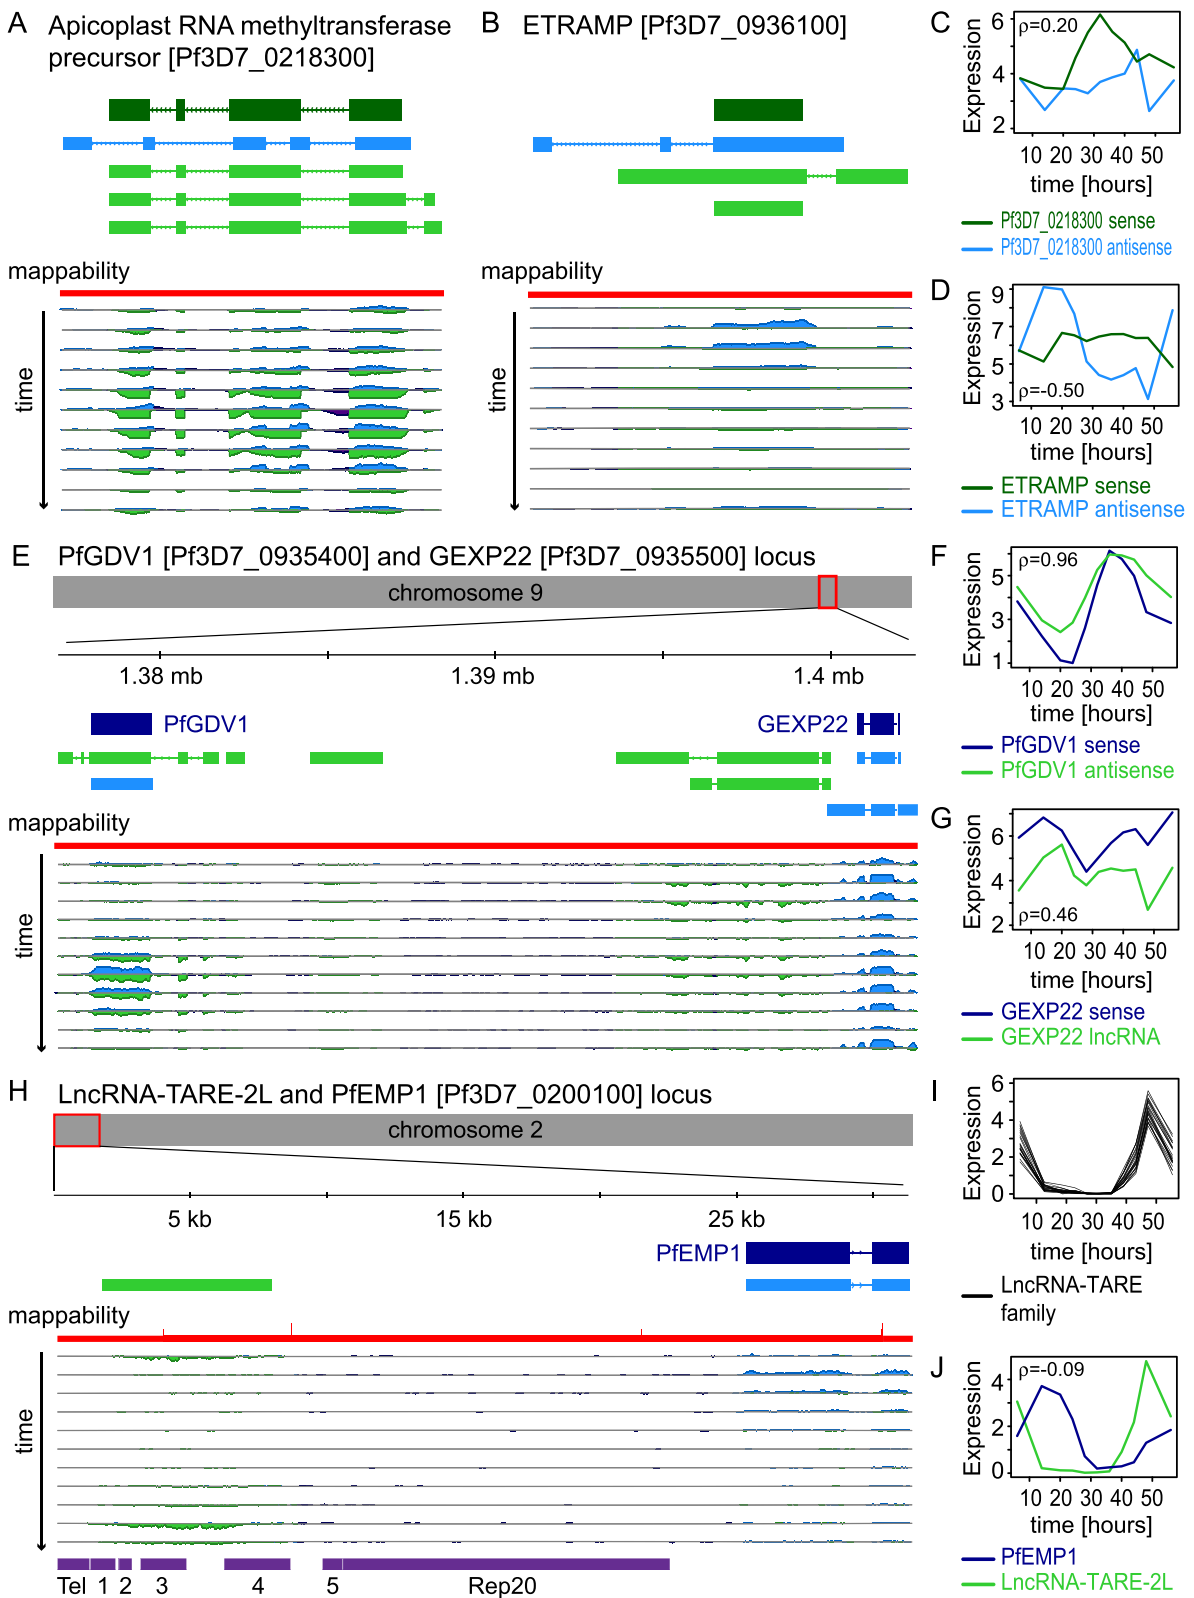 A
Apicoplast RNA methyltransferase
precursor [Pf3D7_0218300]
mappability
time
B
ETRAMP [Pf3D7_0936100]
mappability
time
C
ρ=0.20
Expression
6
4
2
10 20 30 40 50
time [hours]
Pf3D7_0218300 sense
Pf3D7_0218300 antisense
D
Expression
9
7
5
3
ρ=-0.50
10 20 30 40 50
time [hours]
ETRAMP sense
ETRAMP antisense
E
PfGDV1 [Pf3D7_0935400] and GEXP22 [Pf3D7_0935500] locus
chromosome 9
1.38 mb 1.39 mb 1.4 mb
PfGDV1 GEXP22
mappability
time
F
ρ=0.96
Expression
5
3
1
10 20 30 40 50
time [hours]
PfGDV1 sense
PfGDV1 antisense
G
Expression
6
4
2
ρ=0.46
10 20 30 40 50
time [hours]
GEXP22 sense
GEXP22 lncRNA
H
LncRNA-TARE-2L and PfEMP1 [Pf3D7_0200100] locus
chromosome 2
5 kb 15 kb 25 kb
PfEMP1
mappability
time
Tel 1 2 3 4 5 Rep20
I
Expression
6
4
2
0
10 20 30 40 50
time [hours]
LncRNA-TARE
family
J
ρ=-0.09
Expression
4
2
0
10 20 30 40 50
time [hours]
PfEMP1
LncRNA-TARE-2L